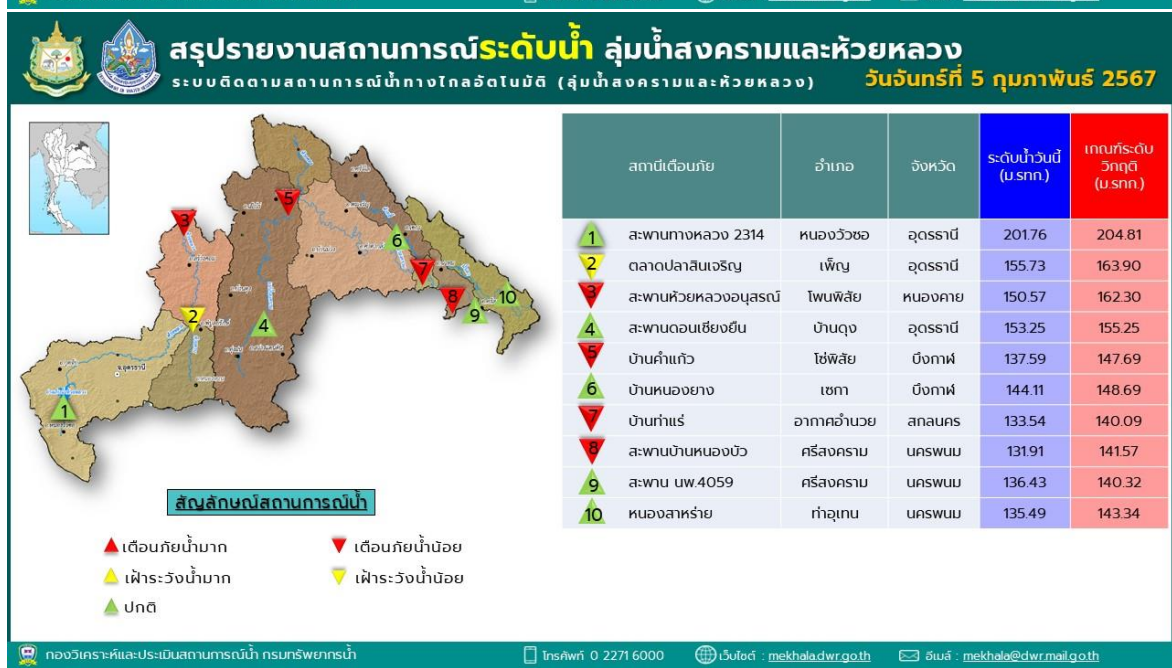 สรุปรายงานสถานการณ์ระดับน้ำ ลุ่มน้ำสงครามและห้วยหลวง
ระบบติดตามสถานการณ์น้ำทางไกลอัตโนมัติ (ลุ่มน้ำสงครามและห้วยหลวง) วันจันทร์ที่ 5 กุมภาพันธ์ 2567
สถานีเตือนภัย อำเภอ จังหวัด ระดับน้ำวันนี้ (ม.รทก.) เกณฑ์ระดับวิกฤติ (ม.รทก.)
1 สะพานทางหลวง 2314 หนองวัวซอ อุดรธานี 201.76 204.81
2 ตลาดปลาสินเจริญ เพ็ญ อุดรธานี 155.73 163.90
3 สะพานห้วยหลวงอนุสรณ์ โพนพิสัย หนองคาย 150.57 162.30
4 สะพานดอนเชียงยืน บ้านดุง อุดรธานี 153.25 155.25
5 บ้านคำแก้ว โซ่พิสัย บึงกาฬ 137.59 147.69
6 บ้านหนองยาง เซกา บึงกาฬ 144.11 148.69
7 บ้านท่าแร่ อากาศอำนวย สกลนคร 133.54 140.09
8 สะพานบ้านหนองบัว ศรีสงคราม นครพนม 131.91 141.57
9 สะพาน นพ.4059 ศรีสงคราม นครพนม 136.43 140.32
10 หนองสาหร่าย ท่าอุเทน นครพนม 135.49 143.34
5
3
6
7
8
10
9
2
4
1
สัญลักษณ์สถานการณ์น้ำ
เตือนภัยน้ำมาก เตือนภัยน้ำน้อย
เฝ้าระวังน้ำมาก เฝ้าระวังน้ำน้อย
ปกติ
กองวิเคราะห์และประเมินสถานการณ์น้ำ กรมทรัพยากรน้ำ โทรศัพท์ 0 2271 6000 เว็บไซต์ : mekhala.dwr.go.th อีเมล์ : mekhala@dwr.mail.go.th